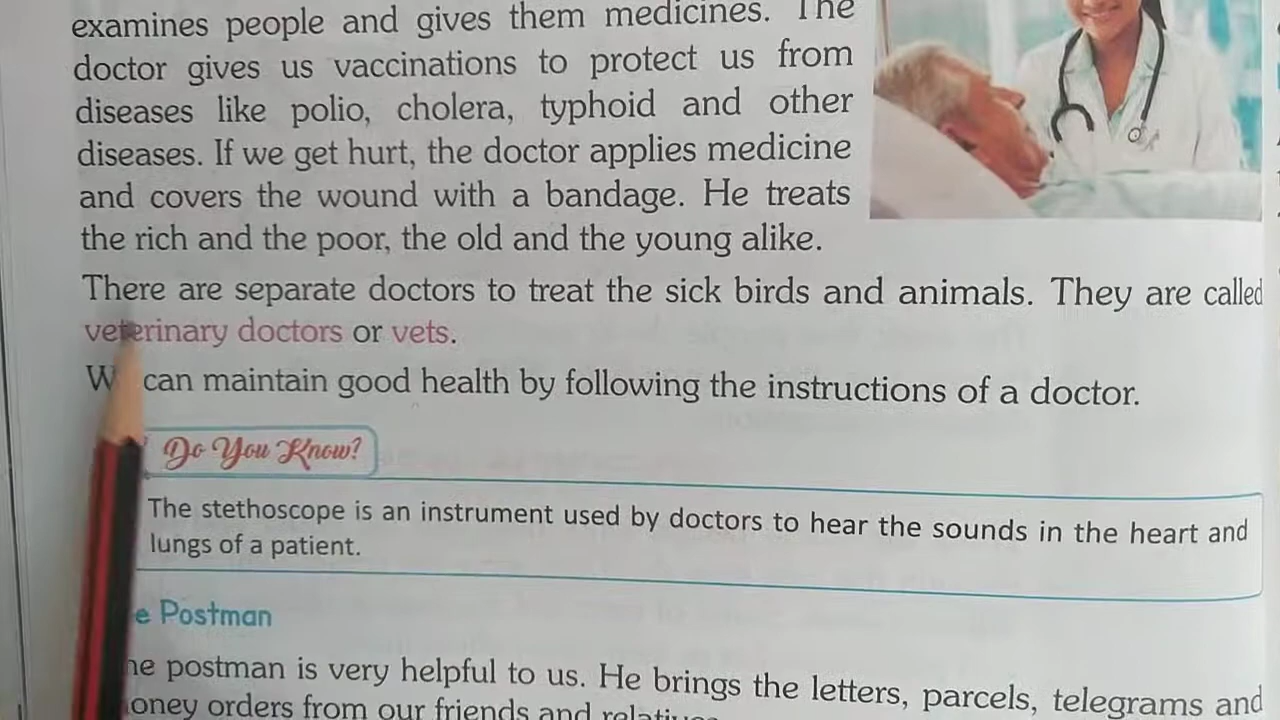 examines people and gives them medicines. The
doctor gives us vaccinations to protect us from
diseases like polio, cholera, typhoid and other
diseases. If we get hurt, the doctor applies medicine
and covers the wound with a bandage. He treats
the rich and the poor, the old and the young alike.
There are separate doctors to treat the sick birds and animals. They are called
veterinary doctors or vets.
can maintain good health by following the instructions of a doctor.
Do You Know?
The stethoscope is an instrument used by doctors to hear the sounds in the heart and
lungs of a patient.
Postman
postman is very helpful to us. He brings the letters, parcels, telegrams and
orders from our friends and